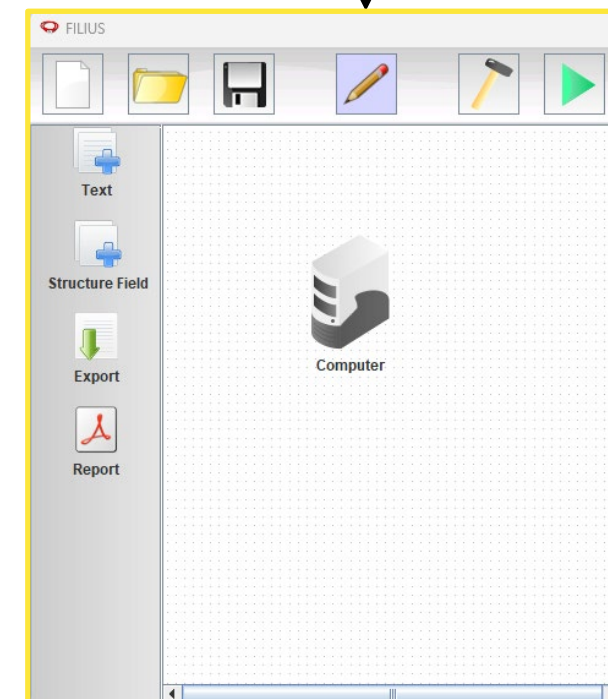 FILIUS
Text
Structure Field
Export
Report
Computer